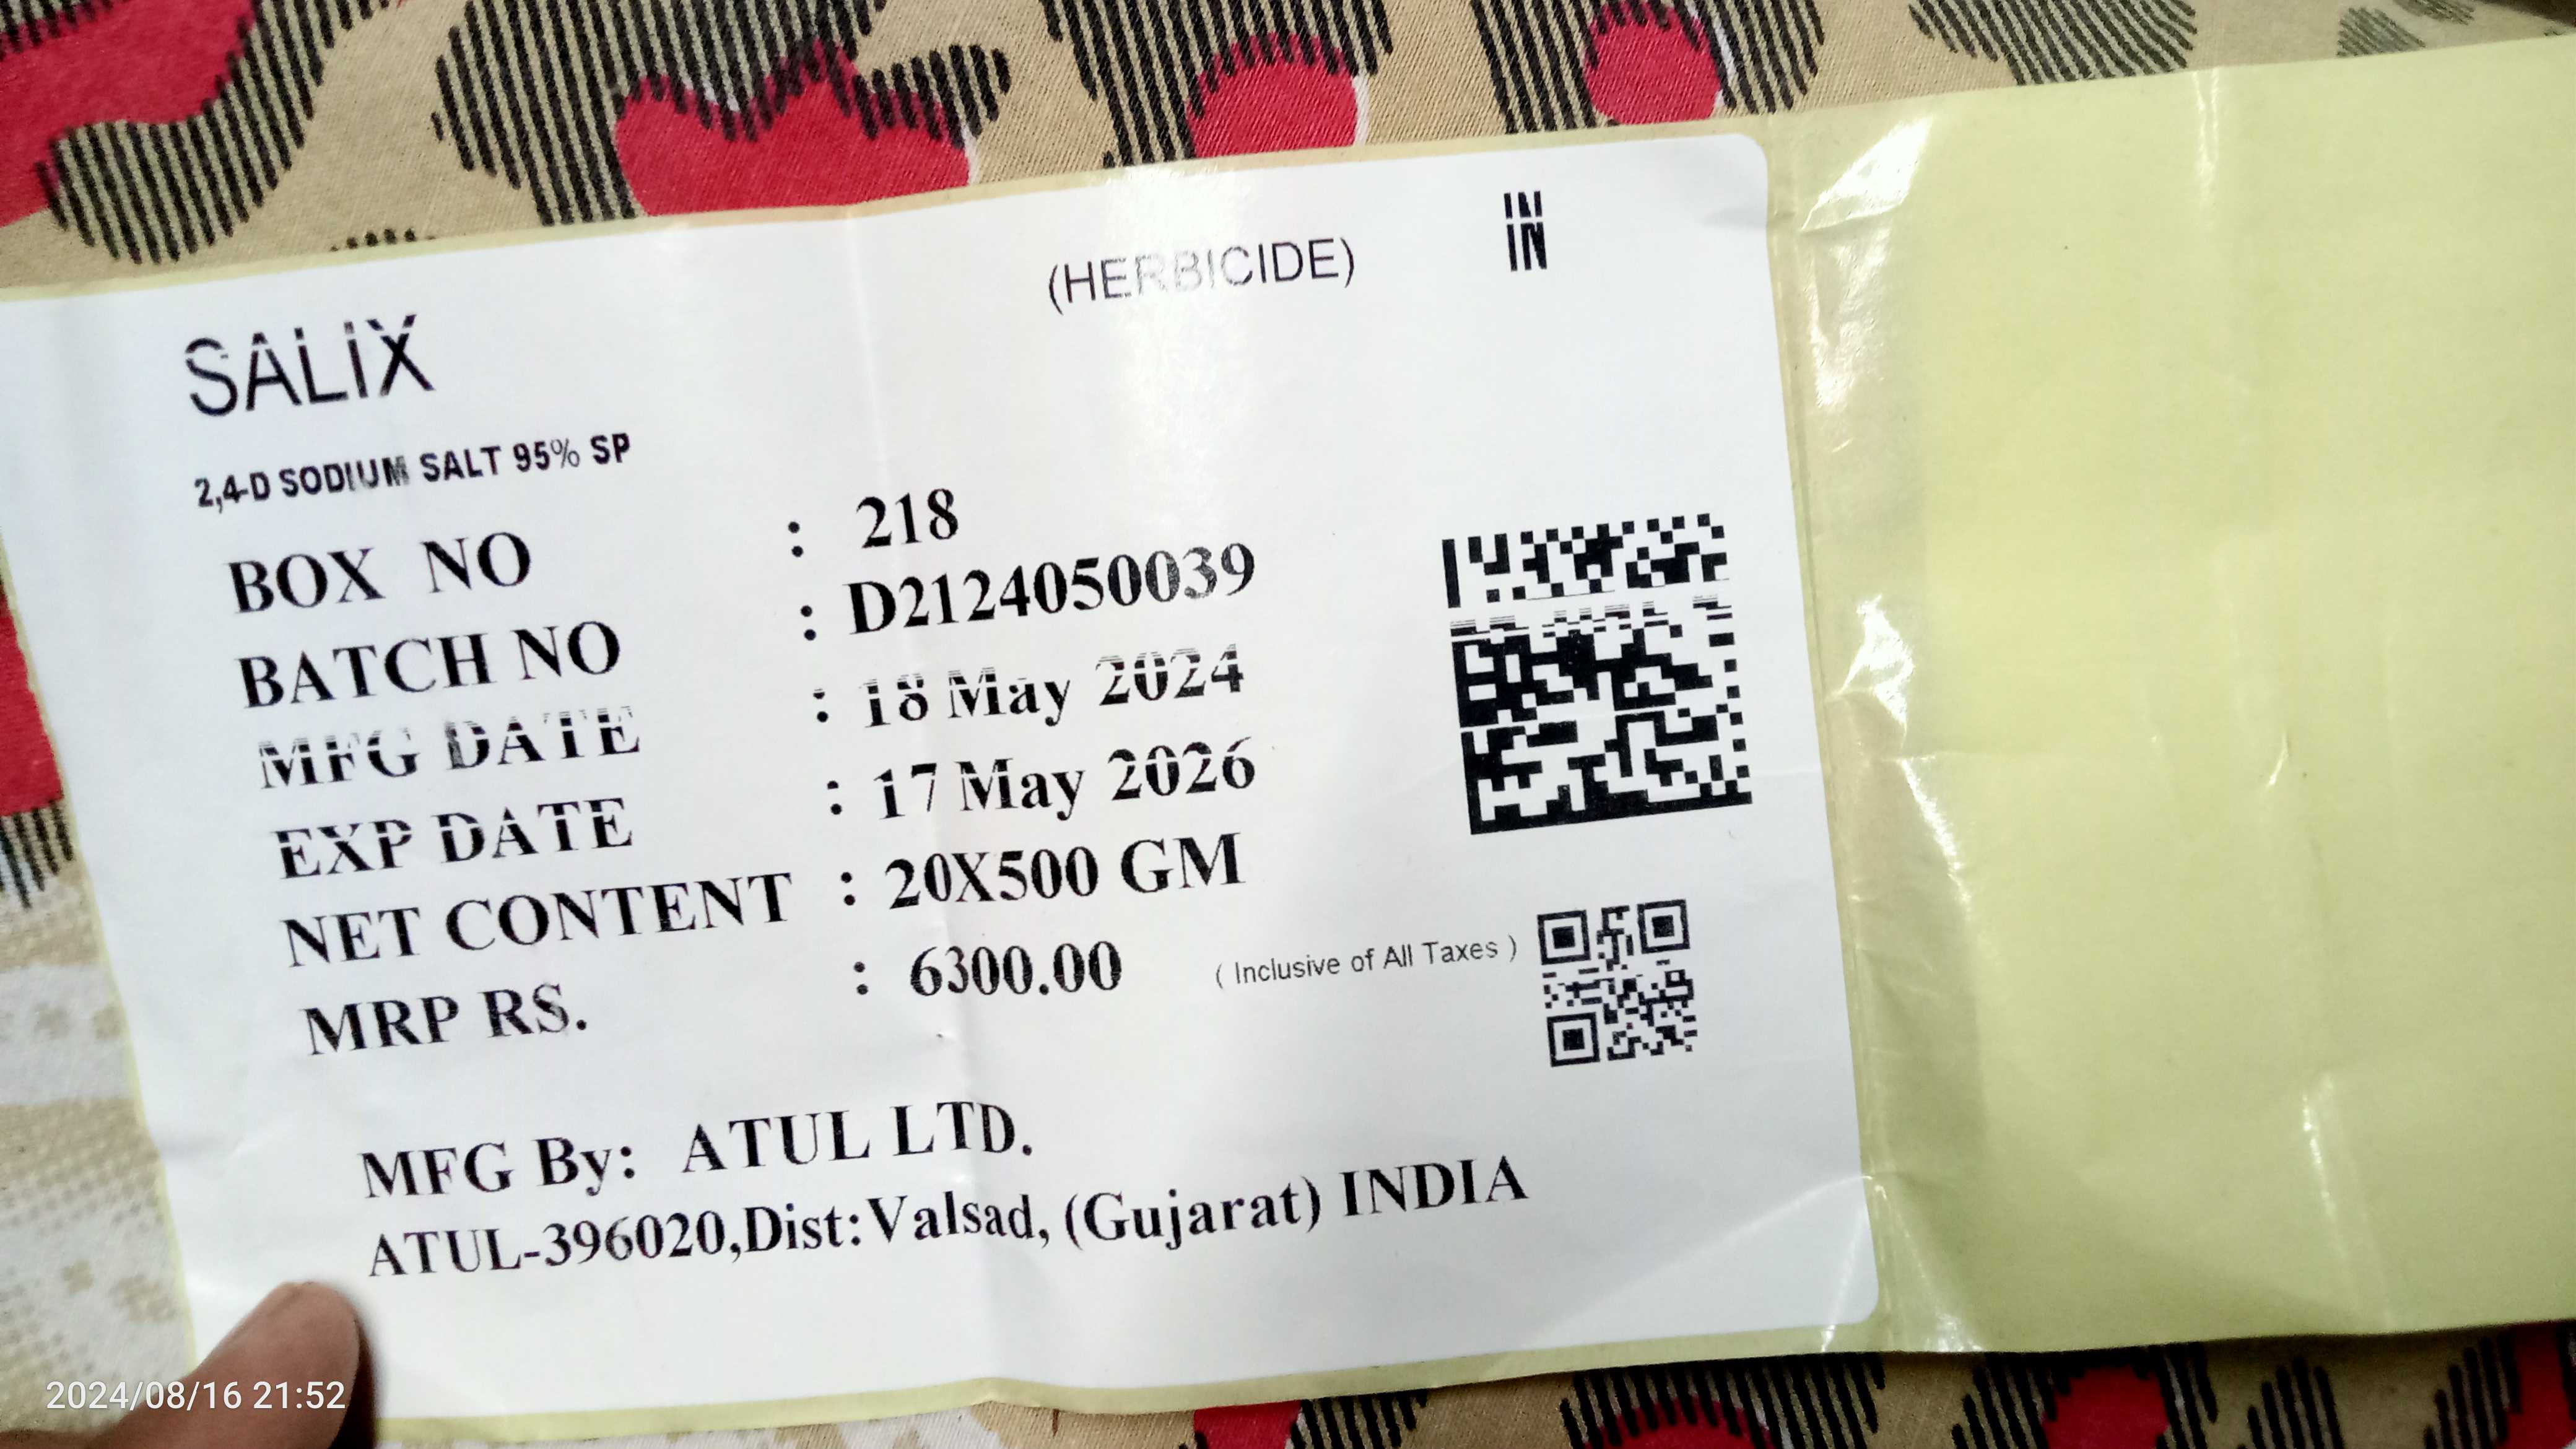 (HERBICIDE)
IN
SALIX
2,4-D SODIUM SALT 95% SP
BOX NO : 218
BATCH NO : D2124050039
MFG DATE : 18 May 2024
EXP DATE : 17 May 2026
NET CONTENT : 20X500 GM
MRP RS. : 6300.00 ( Inclusive of All Taxes )
MFG By: ATUL LTD.
ATUL-396020,Dist:Valsad, (Gujarat) INDIA
2024/08/16 21:52